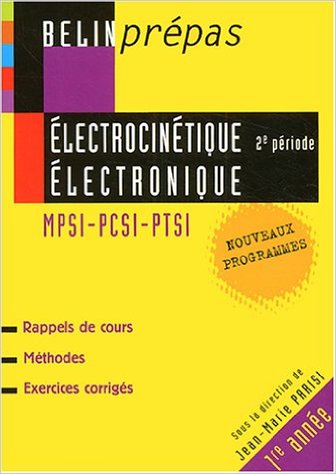 BELIN prépas
ÉLECTROCINÉTIQUE 2e période
ÉLECTRONIQUE
MPSI-PCSI-PTSI
NOUVEAUX
PROGRAMMES
Rappels de cours
Méthodes
Exercices corrigés
Sous la direction de
Jean-Marie PARISI
1re année